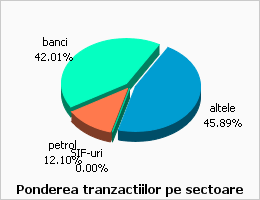 banci
42.01%
altele
45.89%
petrol
12.10%
SIF-uri
0.00%
Ponderea tranzactiilor pe sectoare